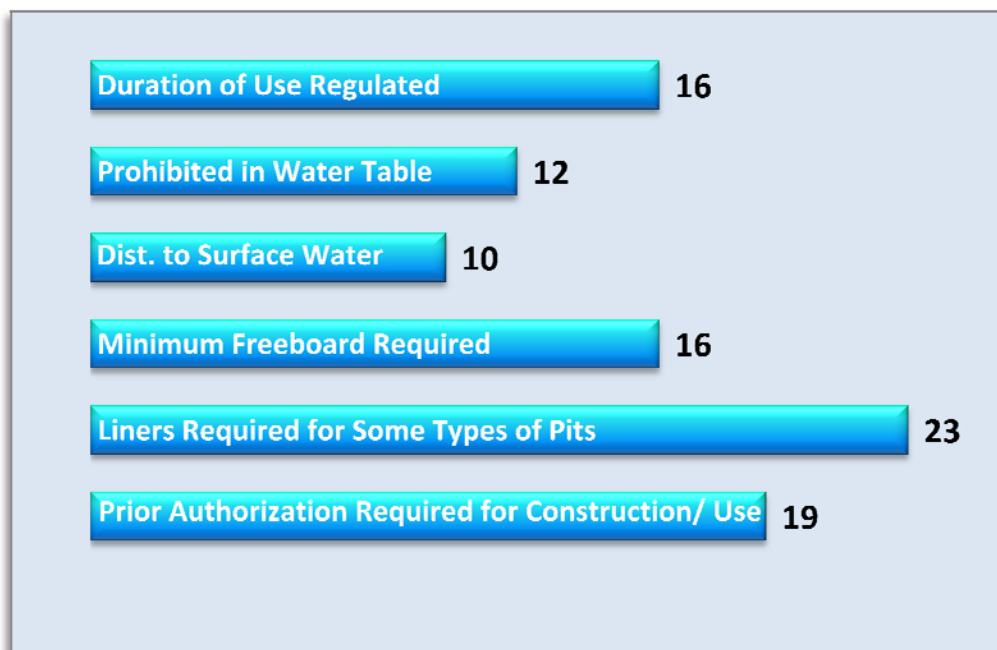 Duration of Use Regulated 16
Prohibited in Water Table 12
Dist. to Surface Water 10
Minimum Freeboard Required 16
Liners Required for Some Types of Pits 23
Prior Authorization Required for Construction/ Use 19